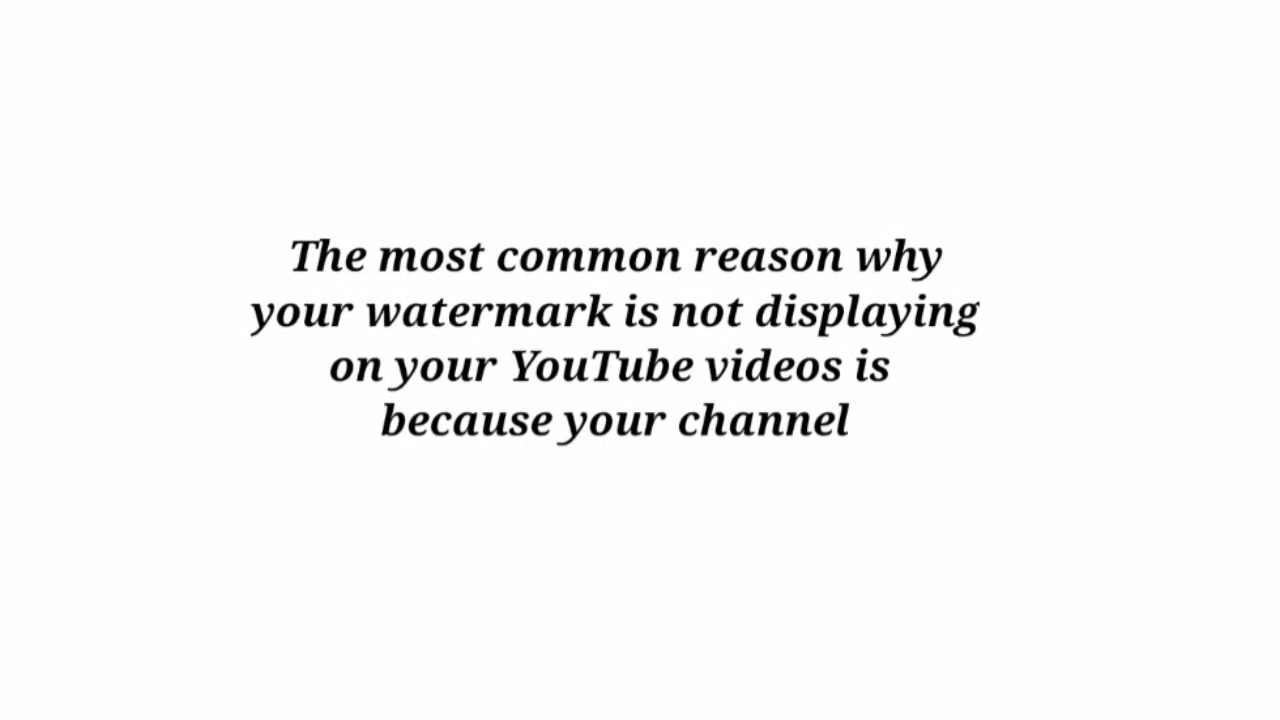 The most common reason why
your watermark is not displaying
on your YouTube videos is
because your channel